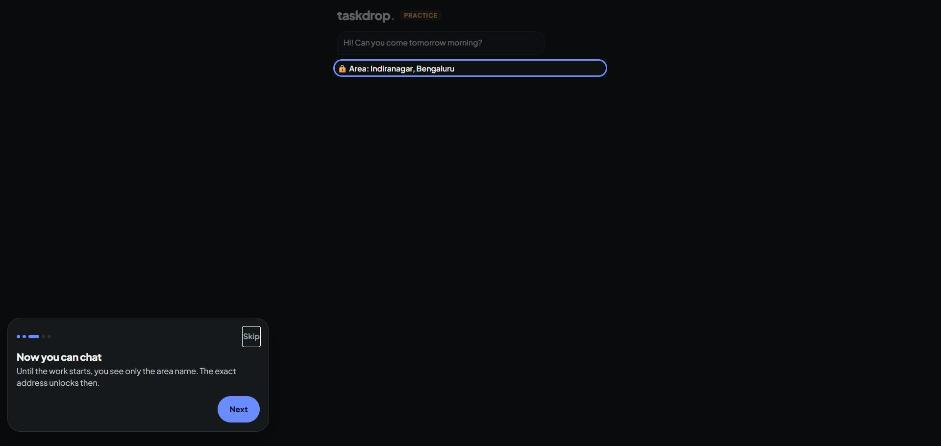 taskdrop. PRACTICE
Hi! Can you come tomorrow morning?
Area: Indiranagar, Bengaluru
Skip
Now you can chat
Until the work starts, you see only the area name. The exact
address unlocks then.
Next